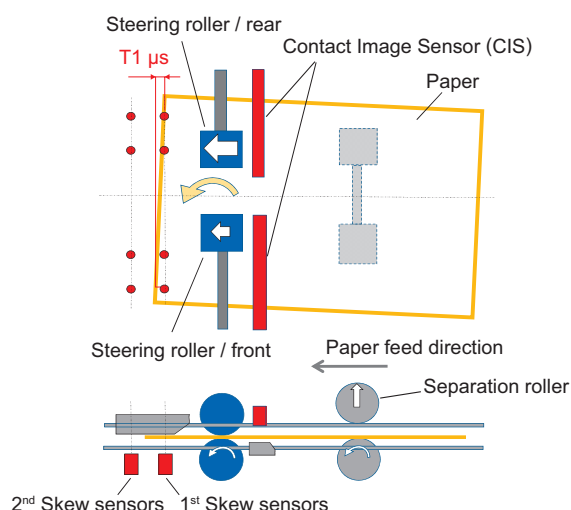 Steering roller / rear
T1 µs
Contact Image Sensor (CIS)
Paper
Steering roller / front
Paper feed direction
Separation roller
2nd Skew sensors
1st Skew sensors